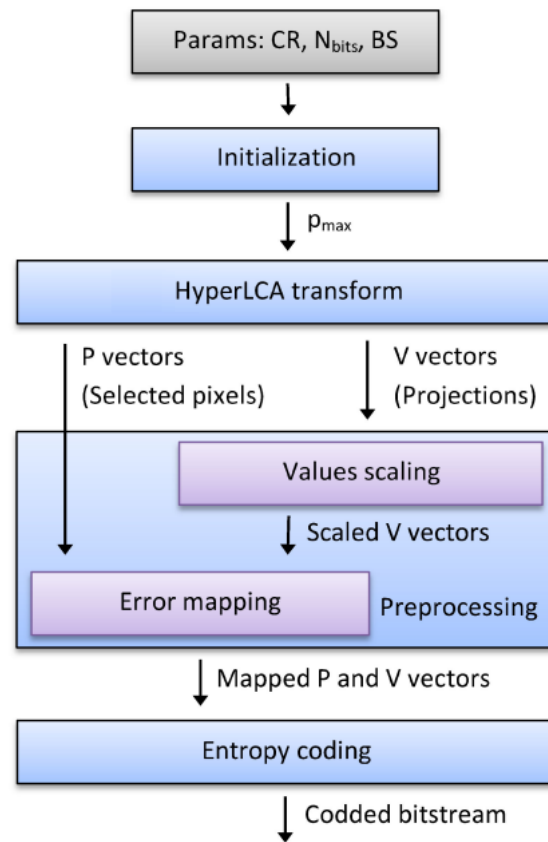 Params: CR, Nbits, BS
Initialization
pmax
HyperLCA transform
P vectors
(Selected pixels)
V vectors
(Projections)
Values scaling
Scaled V vectors
Error mapping
Preprocessing
Mapped P and V vectors
Entropy coding
Codded bitstream